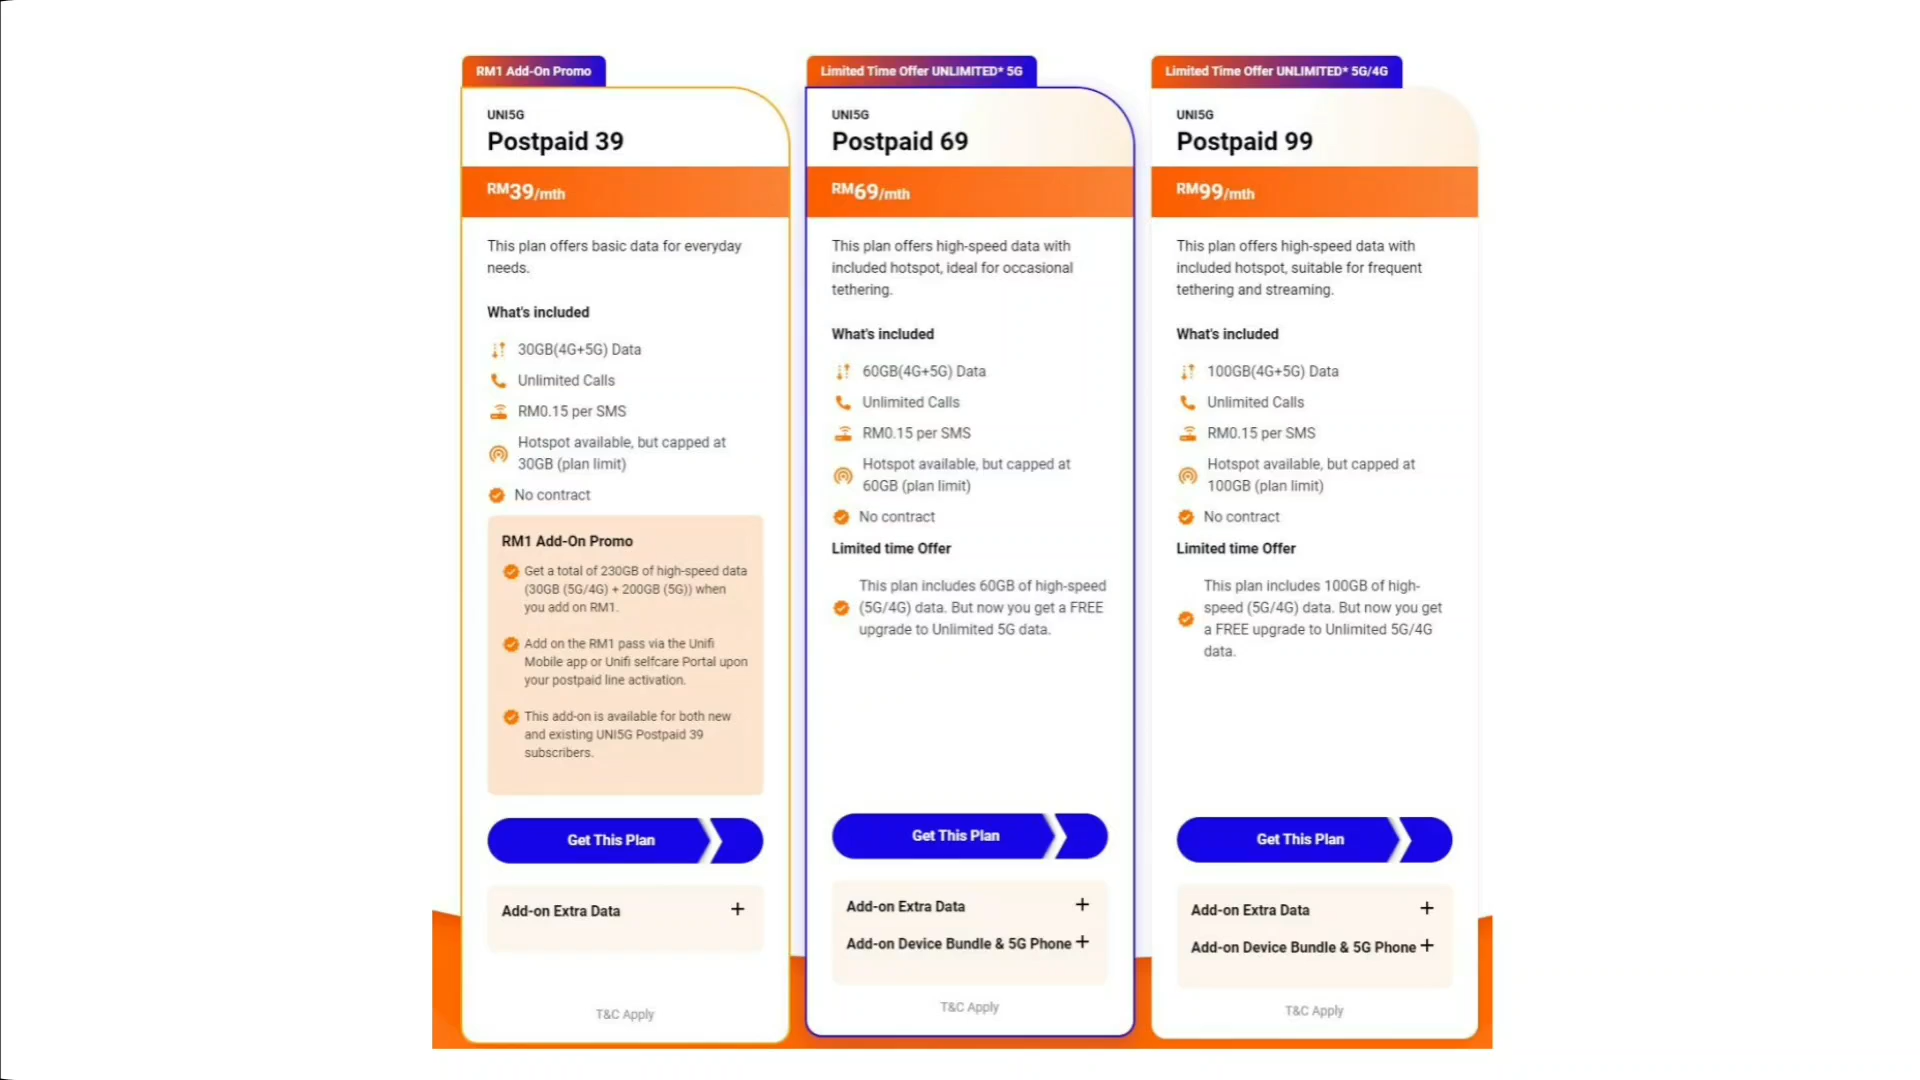 RM1 Add-On Promo
UNI5G
Postpaid 39
RM39/mth
This plan offers basic data for everyday
needs.
What's included
30GB(4G+5G) Data
Unlimited Calls
RM0.15 per SMS
Hotspot available, but capped at
30GB (plan limit)
No contract
RM1 Add-On Promo
Get a total of 230GB of high-speed data
(30GB (5G/4G) + 200GB (5G)) when
you add on RM1.
Add on the RM1 pass via the Unifi
Mobile app or Unifi selfcare Portal upon
your postpaid line activation.
This add-on is available for both new
and existing UNI5G Postpaid 39
subscribers.
Get This Plan
Add-on Extra Data +
T&C Apply
Limited Time Offer UNLIMITED* 5G
UNI5G
Postpaid 69
RM69/mth
This plan offers high-speed data with
included hotspot, ideal for occasional
tethering.
What's included
60GB(4G+5G) Data
Unlimited Calls
RM0.15 per SMS
Hotspot available, but capped at
60GB (plan limit)
No contract
Limited time Offer
This plan includes 60GB of high-speed
(5G/4G) data. But now you get a FREE
upgrade to Unlimited 5G data.
Get This Plan
Add-on Extra Data +
Add-on Device Bundle & 5G Phone +
T&C Apply
Limited Time Offer UNLIMITED* 5G/4G
UNI5G
Postpaid 99
RM99/mth
This plan offers high-speed data with
included hotspot, suitable for frequent
tethering and streaming.
What's included
100GB(4G+5G) Data
Unlimited Calls
RM0.15 per SMS
Hotspot available, but capped at
100GB (plan limit)
No contract
Limited time Offer
This plan includes 100GB of high-
speed (5G/4G) data. But now you get
a FREE upgrade to Unlimited 5G/4G
data.
Get This Plan
Add-on Extra Data +
Add-on Device Bundle & 5G Phone +
T&C Apply